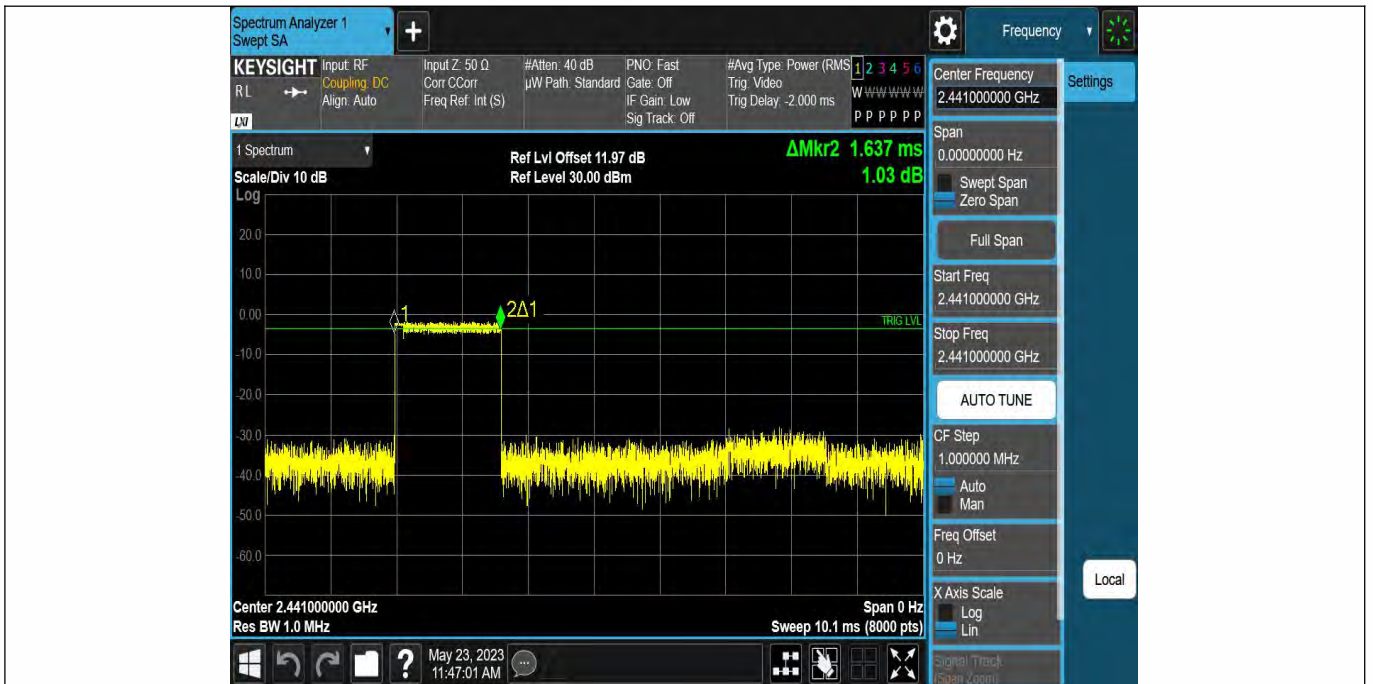 Spectrum Analyzer 1
Swept SA
+
Frequency
KEYSIGHT
RL
LXI
Input: RF
Coupling: DC
Align: Auto
Input Z: 50 Ω
Corr CCorr
Freq Ref: Int (S)
#Atten: 40 dB
µW Path: Standard
PNO: Fast
Gate: Off
IF Gain: Low
Sig Track: Off
#Avg Type: Power (RMS
Trig: Video
Trig Delay: -2.000 ms
1 2 3 4 5 6
W W W W W W
P P P P P P
1 Spectrum
Scale/Div 10 dB
Ref Lvl Offset 11.97 dB
Ref Level 30.00 dBm
ΔMkr2 1.637 ms
1.03 dB
Log
20.0
10.0
0.00
-10.0
-20.0
-30.0
-40.0
-50.0
-60.0
1
2Δ1
TRIG LVL
Center 2.441000000 GHz
Res BW 1.0 MHz
Span 0 Hz
Sweep 10.1 ms (8000 pts)
Center Frequency
2.441000000 GHz
Settings
Span
0.00000000 Hz
Swept Span
Zero Span
Full Span
Start Freq
2.441000000 GHz
Stop Freq
2.441000000 GHz
AUTO TUNE
CF Step
1.000000 MHz
Auto
Man
Freq Offset
0 Hz
X Axis Scale
Log
Lin
Signal Track
(Span Zoom)
Local
?
May 23, 2023
11:47:01 AM